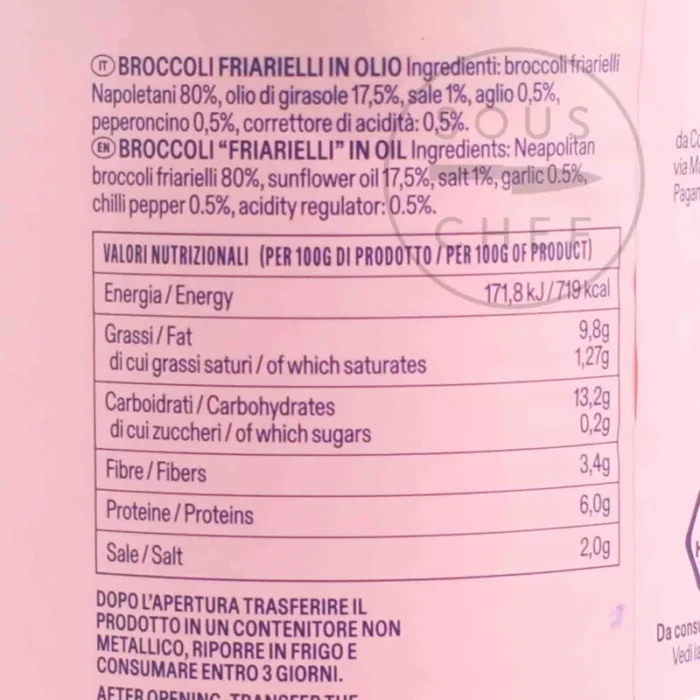 IT BROCCOLI FRIARIELLI IN OLIO Ingredienti: broccoli friarielli
Napoletani 80%, olio di girasole 17,5%, sale 1%, aglio 0,5%,
peperoncino 0,5%, correttore di acidità: 0,5%.
EN BROCCOLI “FRIARIELLI” IN OIL Ingredients: Neapolitan
broccoli friarielli 80%, sunflower oil 17,5%, salt 1%, garlic 0.5%,
chilli pepper 0.5%, acidity regulator: 0.5%.
SOUS
CHEF
VALORI NUTRIZIONALI (PER 100G DI PRODOTTO / PER 100G OF PRODUCT)
Energia / Energy 171,8 kJ / 719 kcal
Grassi / Fat 9,8g
di cui grassi saturi / of which saturates 1,27g
Carboidrati / Carbohydrates 13,2g
di cui zuccheri / of which sugars 0,2g
Fibre / Fibers 3,4g
Proteine / Proteins 6,0g
Sale / Salt 2,0g
DOPO L'APERTURA TRASFERIRE IL
PRODOTTO IN UN CONTENITORE NON
METALLICO, RIPORRE IN FRIGO E
CONSUMARE ENTRO 3 GIORNI.
AFTER OPENING, TRANSFER THE
da
via
Da